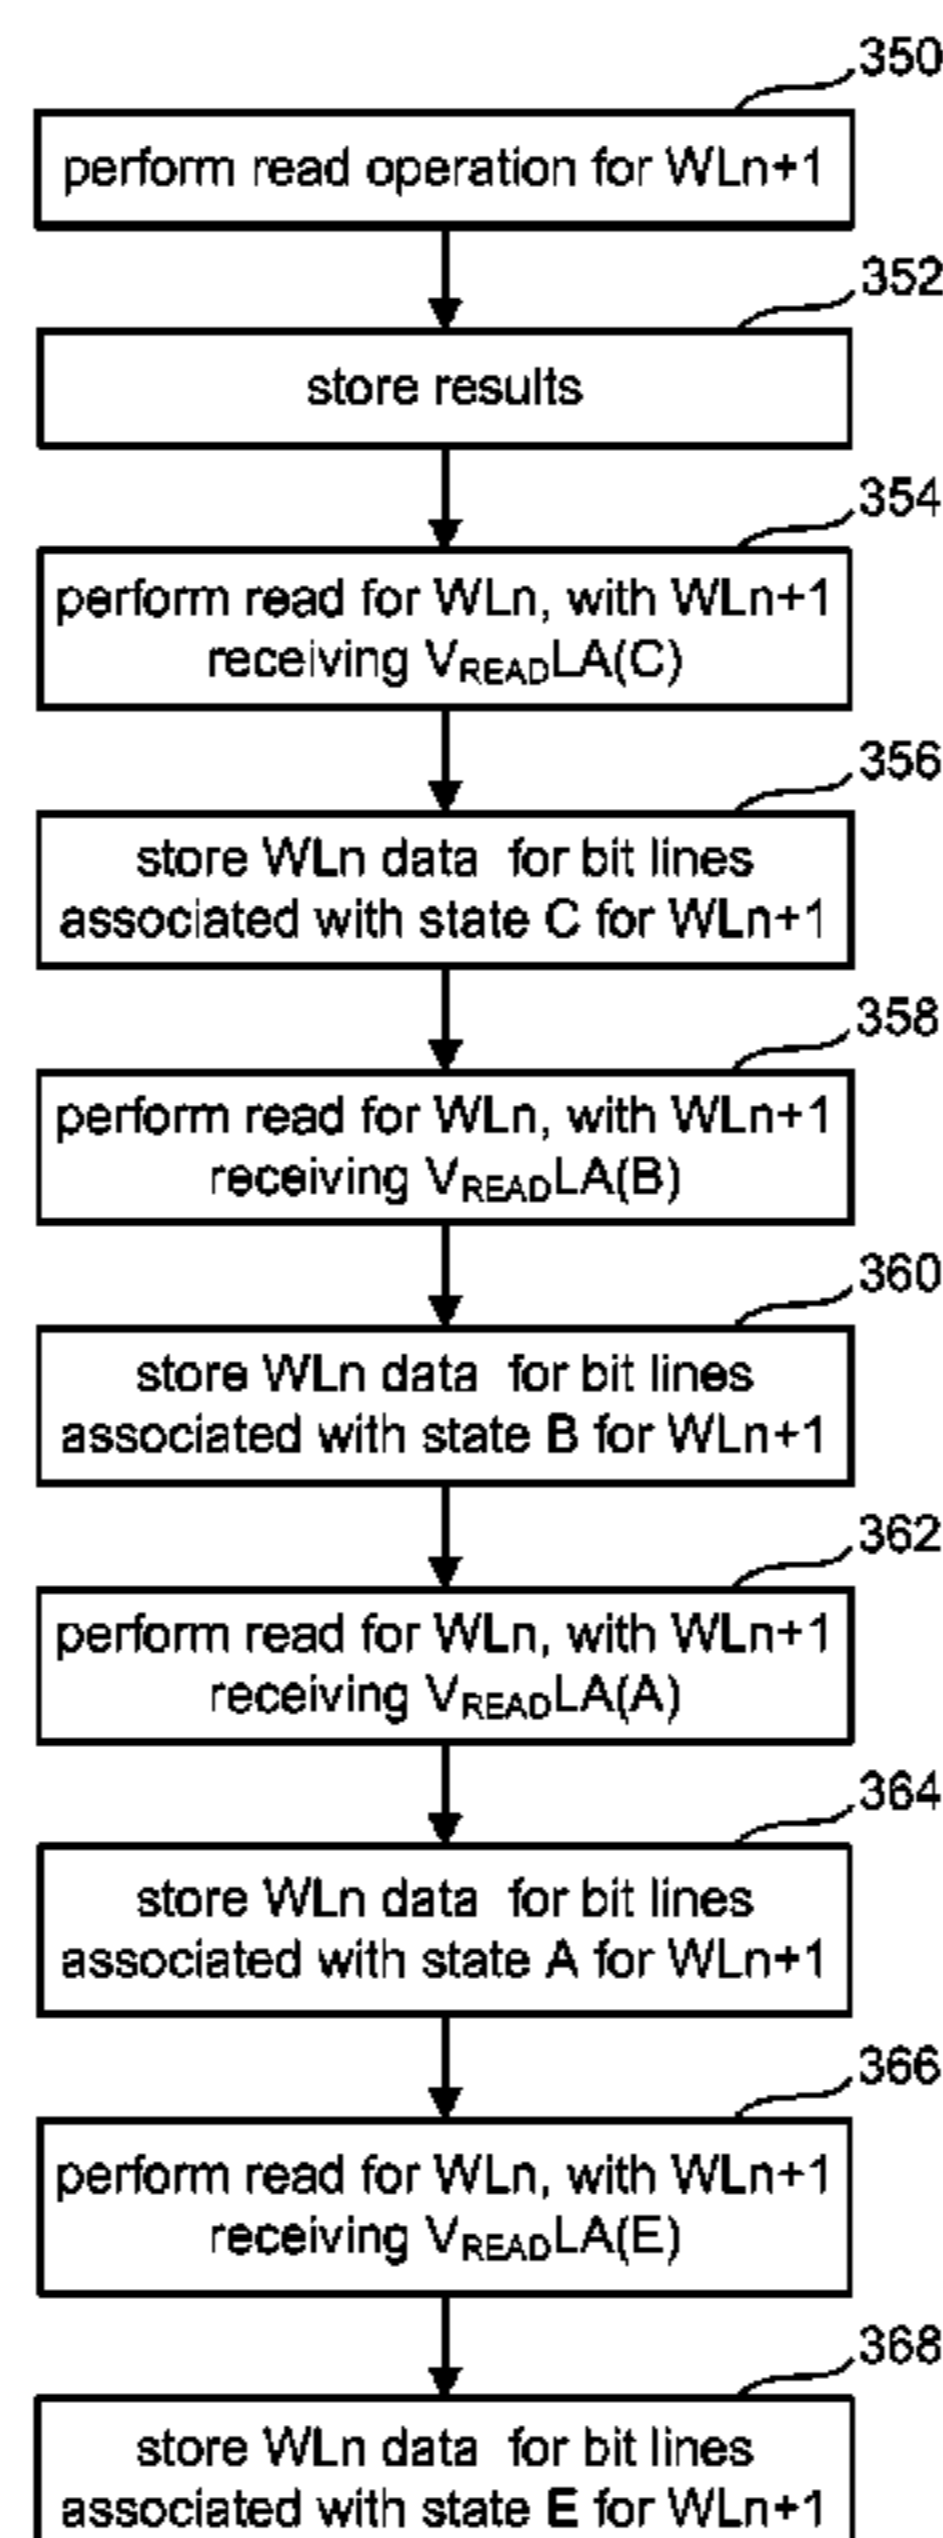 350
perform read operation for WLn+1
352
store results
354
perform read for WLn, with WLn+1
receiving VREADLA(C)
356
store WLn data for bit lines
associated with state C for WLn+1
358
perform read for WLn, with WLn+1
receiving VREADLA(B)
360
store WLn data for bit lines
associated with state B for WLn+1
362
perform read for WLn, with WLn+1
receiving VREADLA(A)
364
store WLn data for bit lines
associated with state A for WLn+1
366
perform read for WLn, with WLn+1
receiving VREADLA(E)
368
store WLn data for bit lines
associated with state E for WLn+1